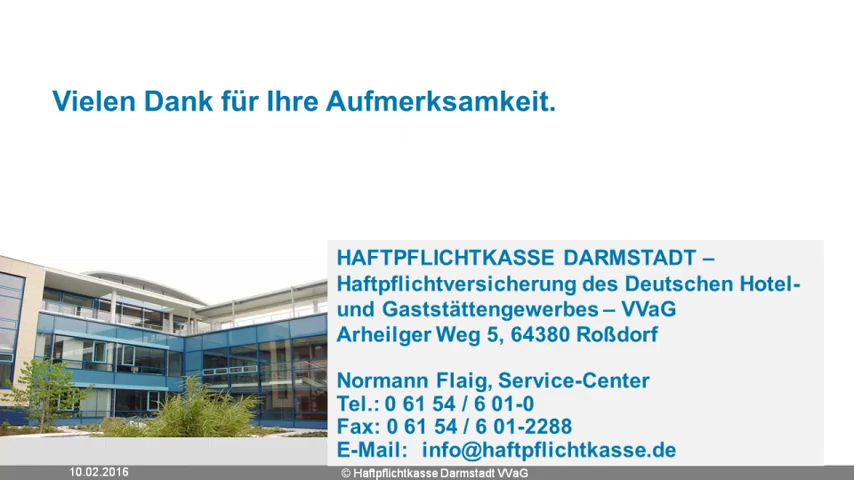 Vielen Dank für Ihre Aufmerksamkeit.
HAFTPFLICHTKASSE DARMSTADT –
Haftpflichtversicherung des Deutschen Hotel-
und Gaststättengewerbes – VVaG
Arheilger Weg 5, 64380 Roßdorf
Normann Flaig, Service-Center
Tel.: 0 61 54 / 6 01-0
Fax: 0 61 54 / 6 01-2288
E-Mail: info@haftpflichtkasse.de
10.02.2016
© Haftpflichtkasse Darmstadt VVaG